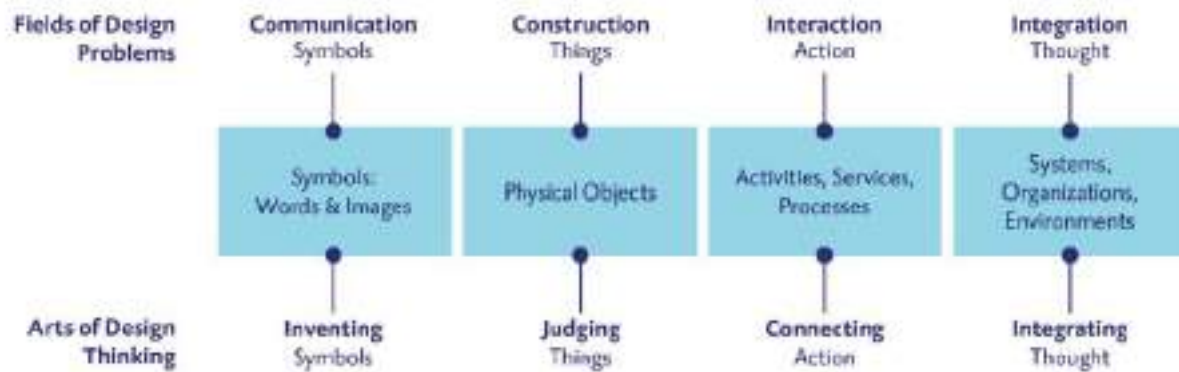 Fields of Design Problems
Communication
Symbols
Construction
Things
Interaction
Action
Integration
Thought
Symbols:
Words & Images
Physical Objects
Activities, Services,
Processes
Systems,
Organizations,
Environments
Arts of Design
Thinking
Inventing
Symbols
Judging
Things
Connecting
Action
Integrating
Thought